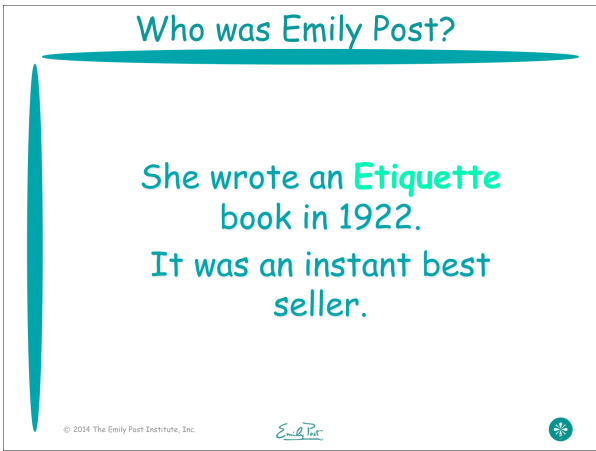 Who was Emily Post?
She wrote an Etiquette
book in 1922.
It was an instant best
seller.
© 2014 The Emily Post Institute, Inc.
Emily Post